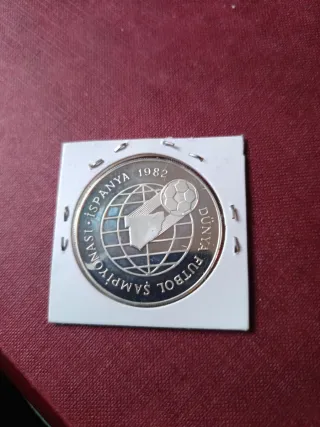 DÜNYA FUTBOL ŞAMPİYONASI · İSPANYA 1982